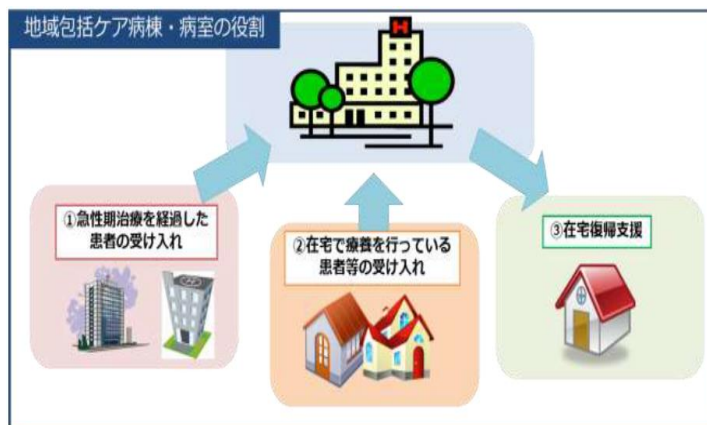 地域包括ケア病棟・病室の役割
H
①急性期治療を経過した
患者の受け入れ
②在宅で療養を行っている
患者等の受け入れ
③在宅復帰支援